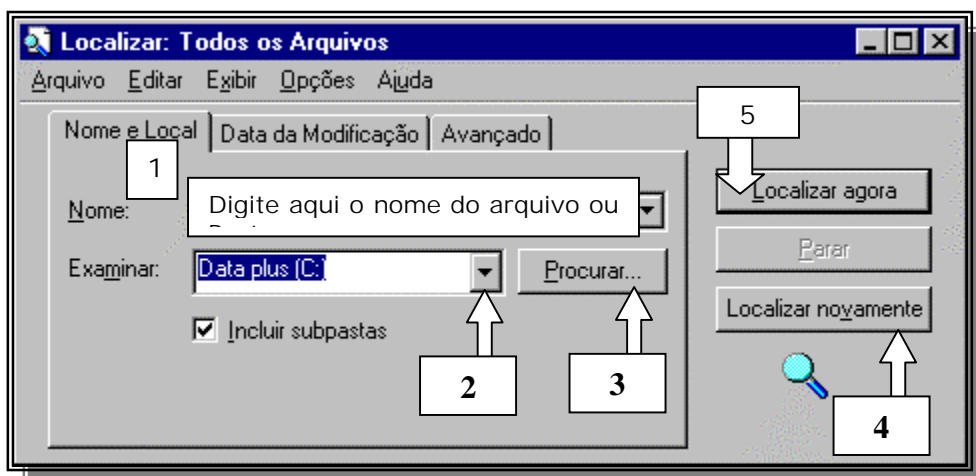 Localizar: Todos os Arquivos
Arquivo Editar Exibir Opções Ajuda
Nome e Local Data da Modificação Avançado
5
1
Localizar agora
Nome:
Digite aqui o nome do arquivo ou
Parar
Examinar:
Data plus (C:)
Procurar...
Localizar novamente
Incluir subpastas
2
3
4